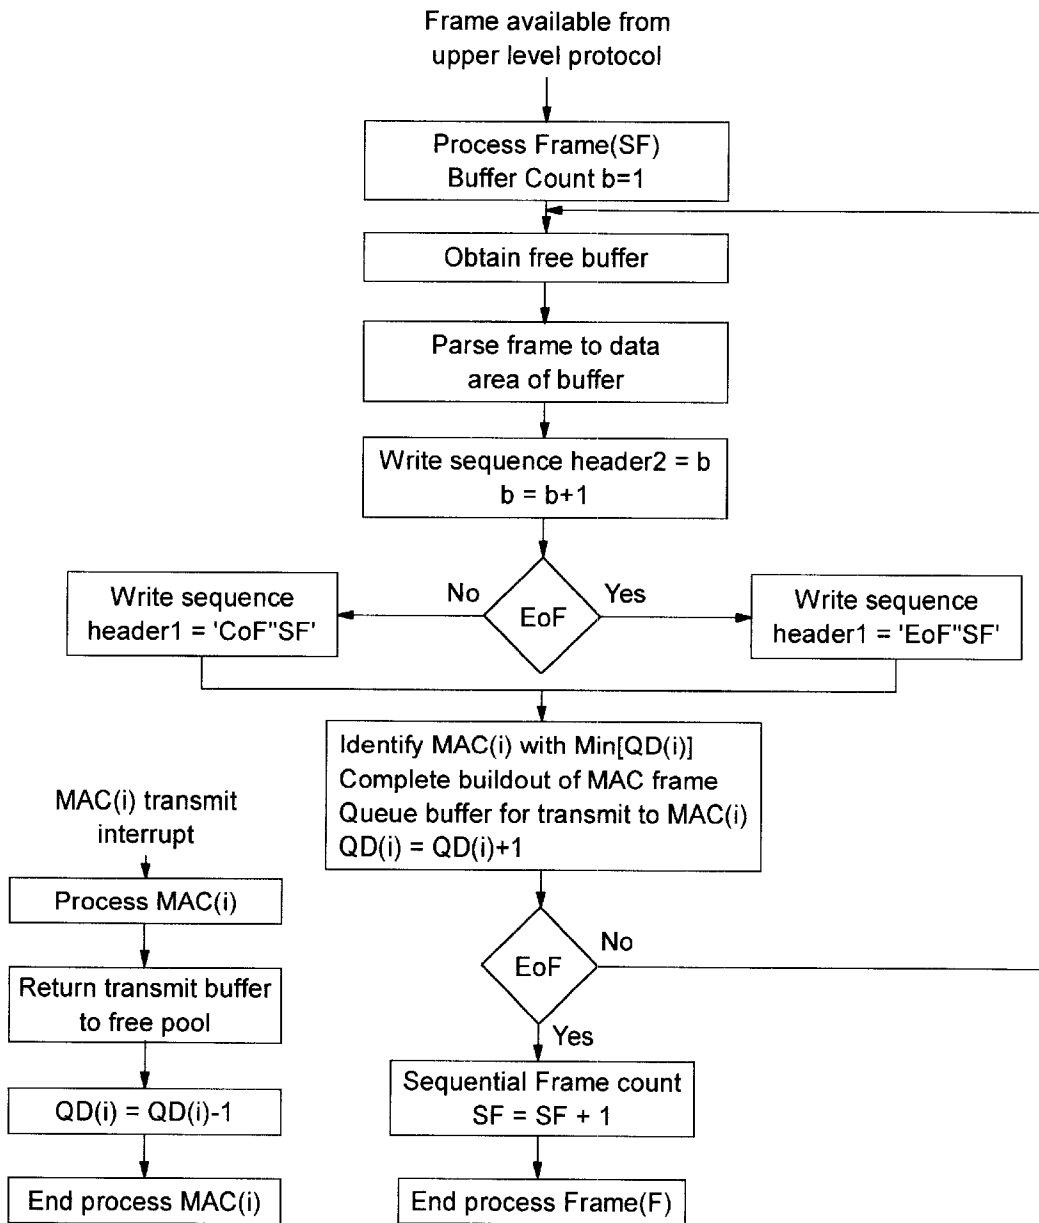 Frame available from
upper level protocol
Process Frame(SF)
Buffer Count b=1
Obtain free buffer
Parse frame to data
area of buffer
Write sequence header2 = b
b = b+1
EoF
No
Yes
Write sequence
header1 = 'CoF"SF'
Write sequence
header1 = 'EoF"SF'
Identify MAC(i) with Min[QD(i)]
Complete buildout of MAC frame
Queue buffer for transmit to MAC(i)
QD(i) = QD(i)+1
EoF
No
Yes
Sequential Frame count
SF = SF + 1
End process Frame(F)
MAC(i) transmit
interrupt
Process MAC(i)
Return transmit buffer
to free pool
QD(i) = QD(i)-1
End process MAC(i)